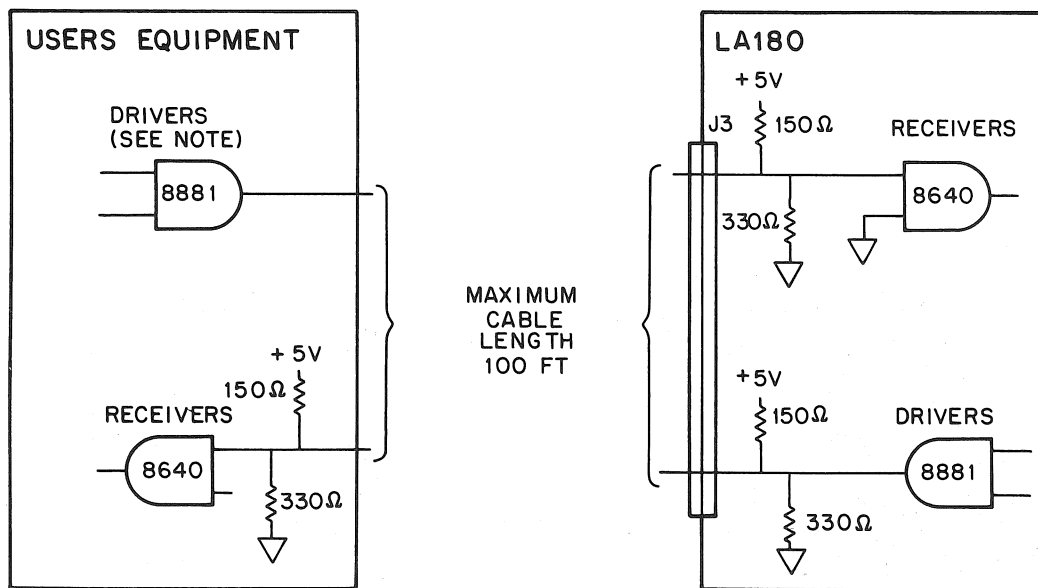 USERS EQUIPMENT
DRIVERS
(SEE NOTE)
8881
+ 5V
150Ω
RECEIVERS
8640
330Ω
MAXIMUM
CABLE
LENGTH
100 FT
LA180
+ 5V
J3
150Ω
RECEIVERS
8640
330Ω
+5V
150Ω
DRIVERS
8881
330Ω